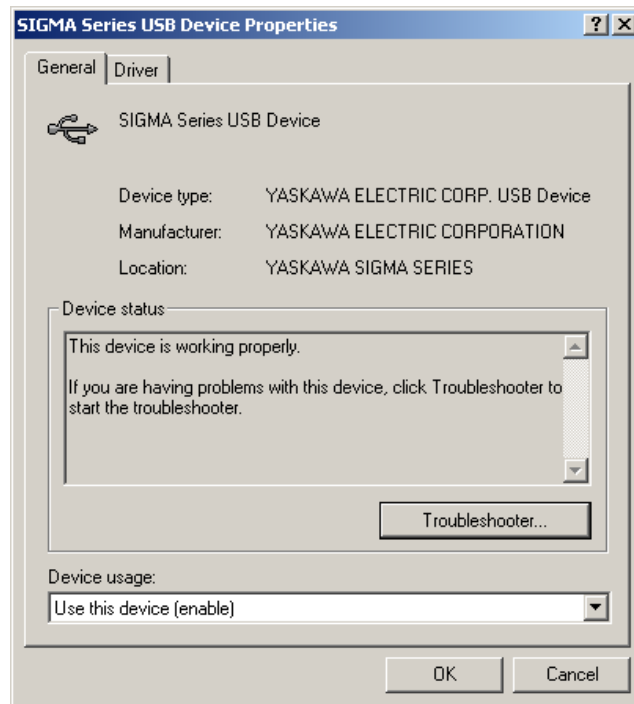 SIGMA Series USB Device Properties
General
Driver
SIGMA Series USB Device
Device type: YASKAWA ELECTRIC CORP. USB Device
Manufacturer: YASKAWA ELECTRIC CORPORATION
Location: YASKAWA SIGMA SERIES
Device status
This device is working properly.
If you are having problems with this device, click Troubleshooter to
start the troubleshooter.
Troubleshooter...
Device usage:
Use this device (enable)
OK
Cancel